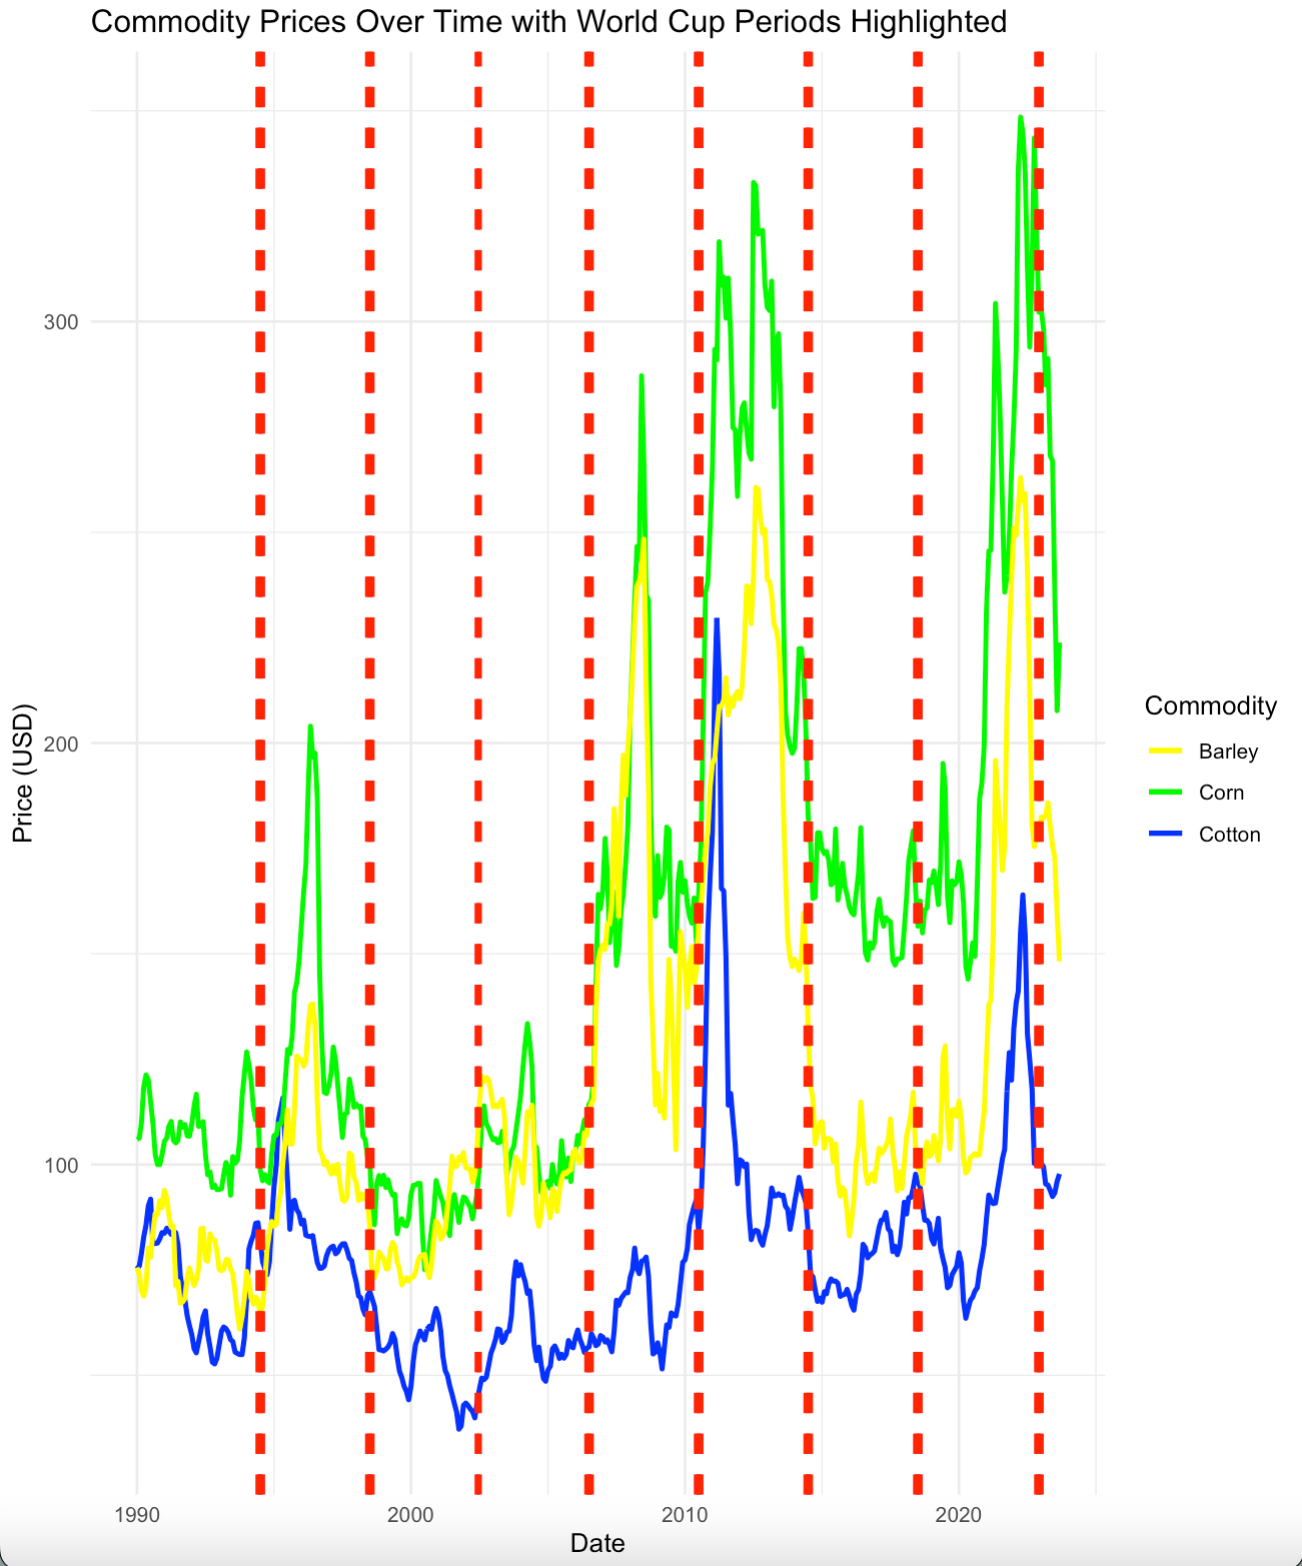 Commodity Prices Over Time with World Cup Periods Highlighted
Price (USD)
300
200
100
1990
2000
2010
2020
Date
Commodity
Barley
Corn
Cotton